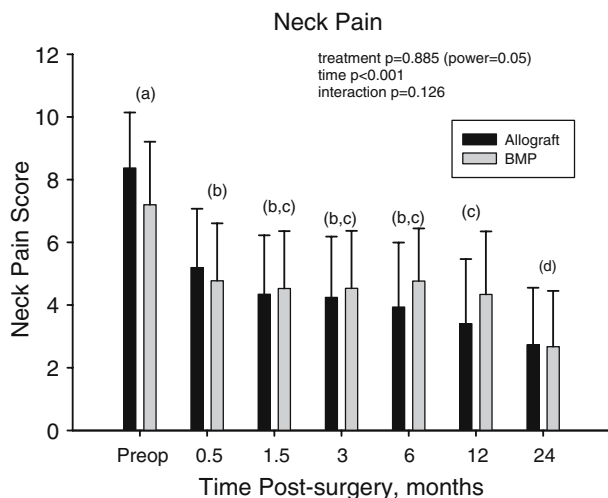 Neck Pain
treatment p=0.885 (power=0.05)
time p<0.001
interaction p=0.126
Allograft
BMP
Neck Pain Score
12
10
8
6
4
2
0
(a)
(b)
(b,c)
(b,c)
(b,c)
(c)
(d)
Preop 0.5 1.5 3 6 12 24
Time Post-surgery, months